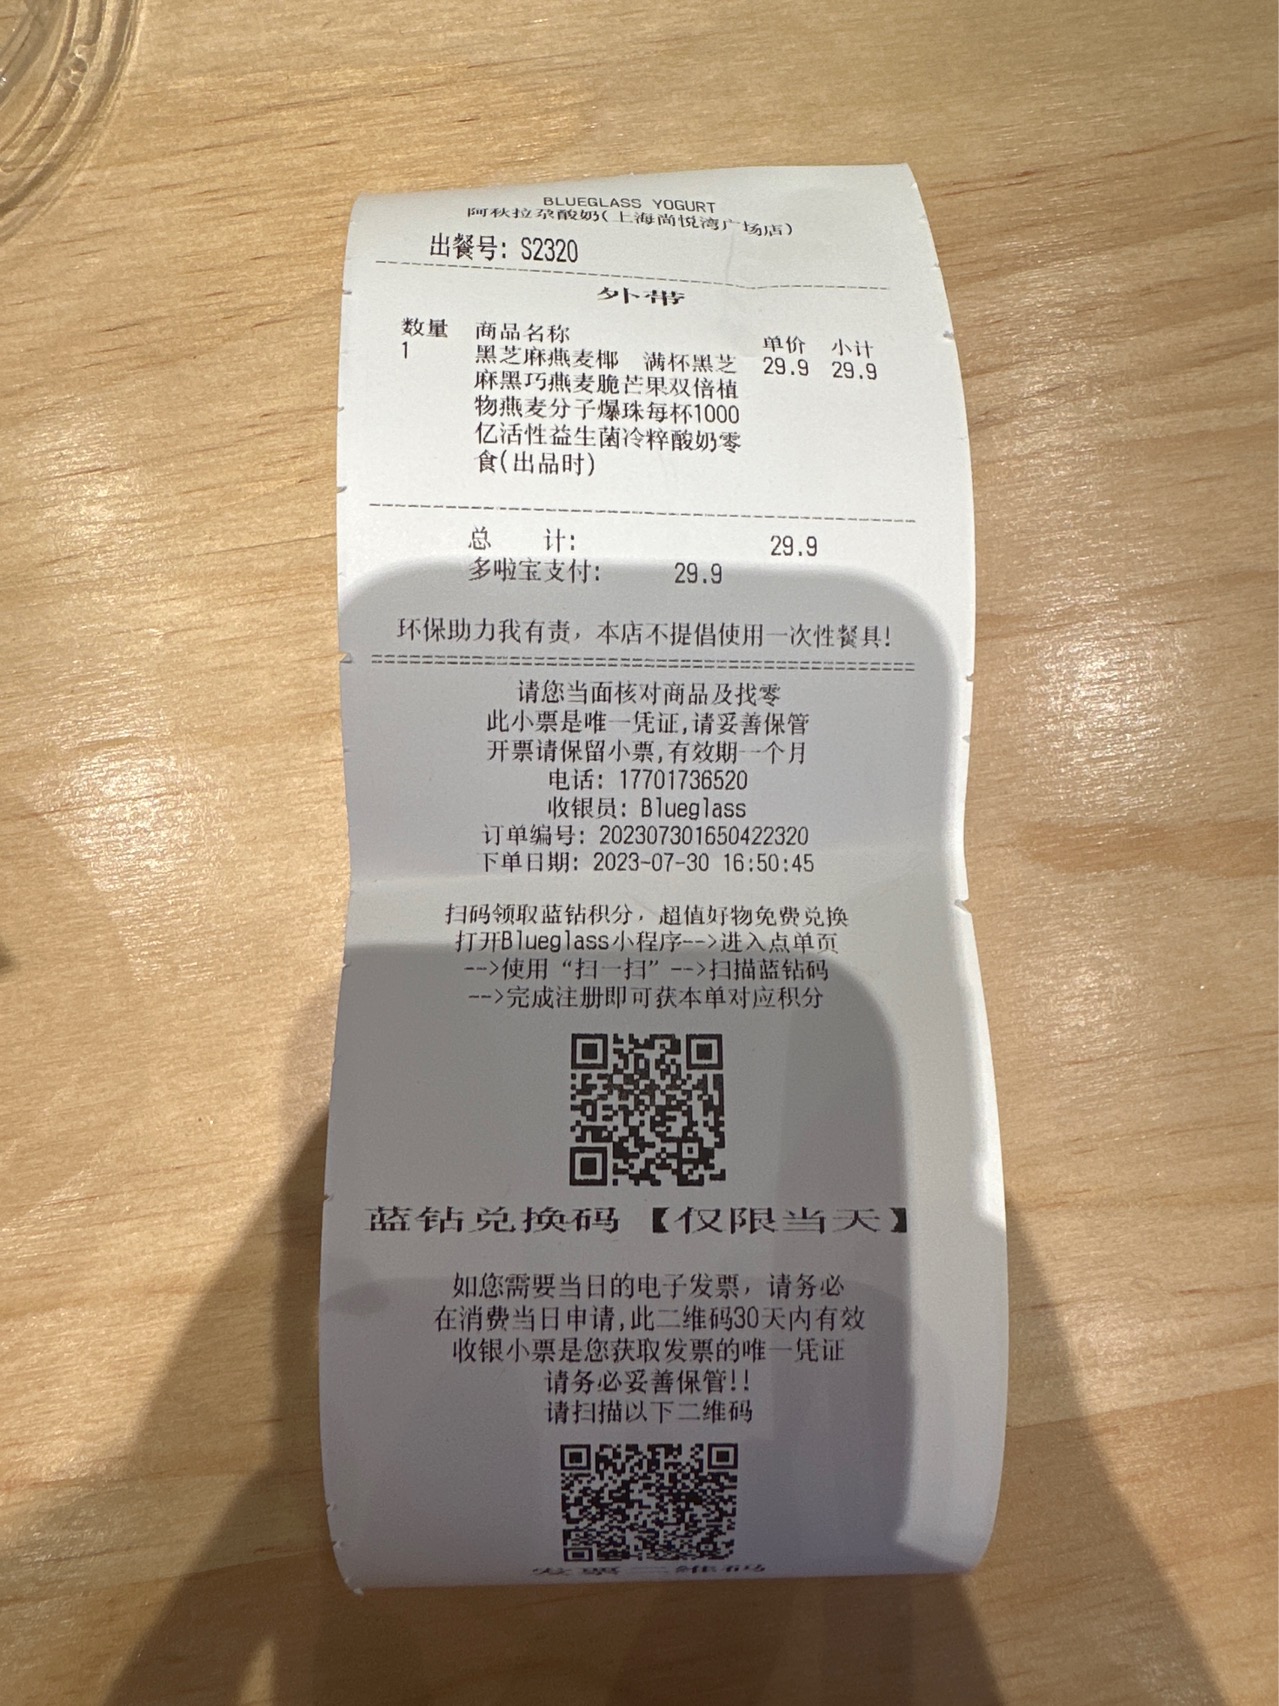 BLUEGLASS YOGURT
阿秋拉尕酸奶(上海尚悦湾广场店)
出餐号: S2320
外带
数量 商品名称 单价 小计
1 黑芝麻燕麦椰 满杯黑芝 29.9 29.9
麻黑巧燕麦脆芒果双倍植
物燕麦分子爆珠每杯1000
亿活性益生菌冷粹酸奶零
食(出品时)
总 计: 29.9
多啦宝支付: 29.9
环保助力我有责，本店不提倡使用一次性餐具!
请您当面核对商品及找零
此小票是唯一凭证,请妥善保管
开票请保留小票,有效期一个月
电话: 17701736520
收银员: Blueglass
订单编号: 202307301650422320
下单日期: 2023-07-30 16:50:45
扫码领取蓝钻积分，超值好物免费兑换
打开Blueglass小程序-->进入点单页
-->使用“扫一扫”-->扫描蓝钻码
-->完成注册即可获本单对应积分
蓝钻兑换码【仅限当天】
如您需要当日的电子发票，请务必
在消费当日申请,此二维码30天内有效
收银小票是您获取发票的唯一凭证
请务必妥善保管!!
请扫描以下二维码
发票二维码